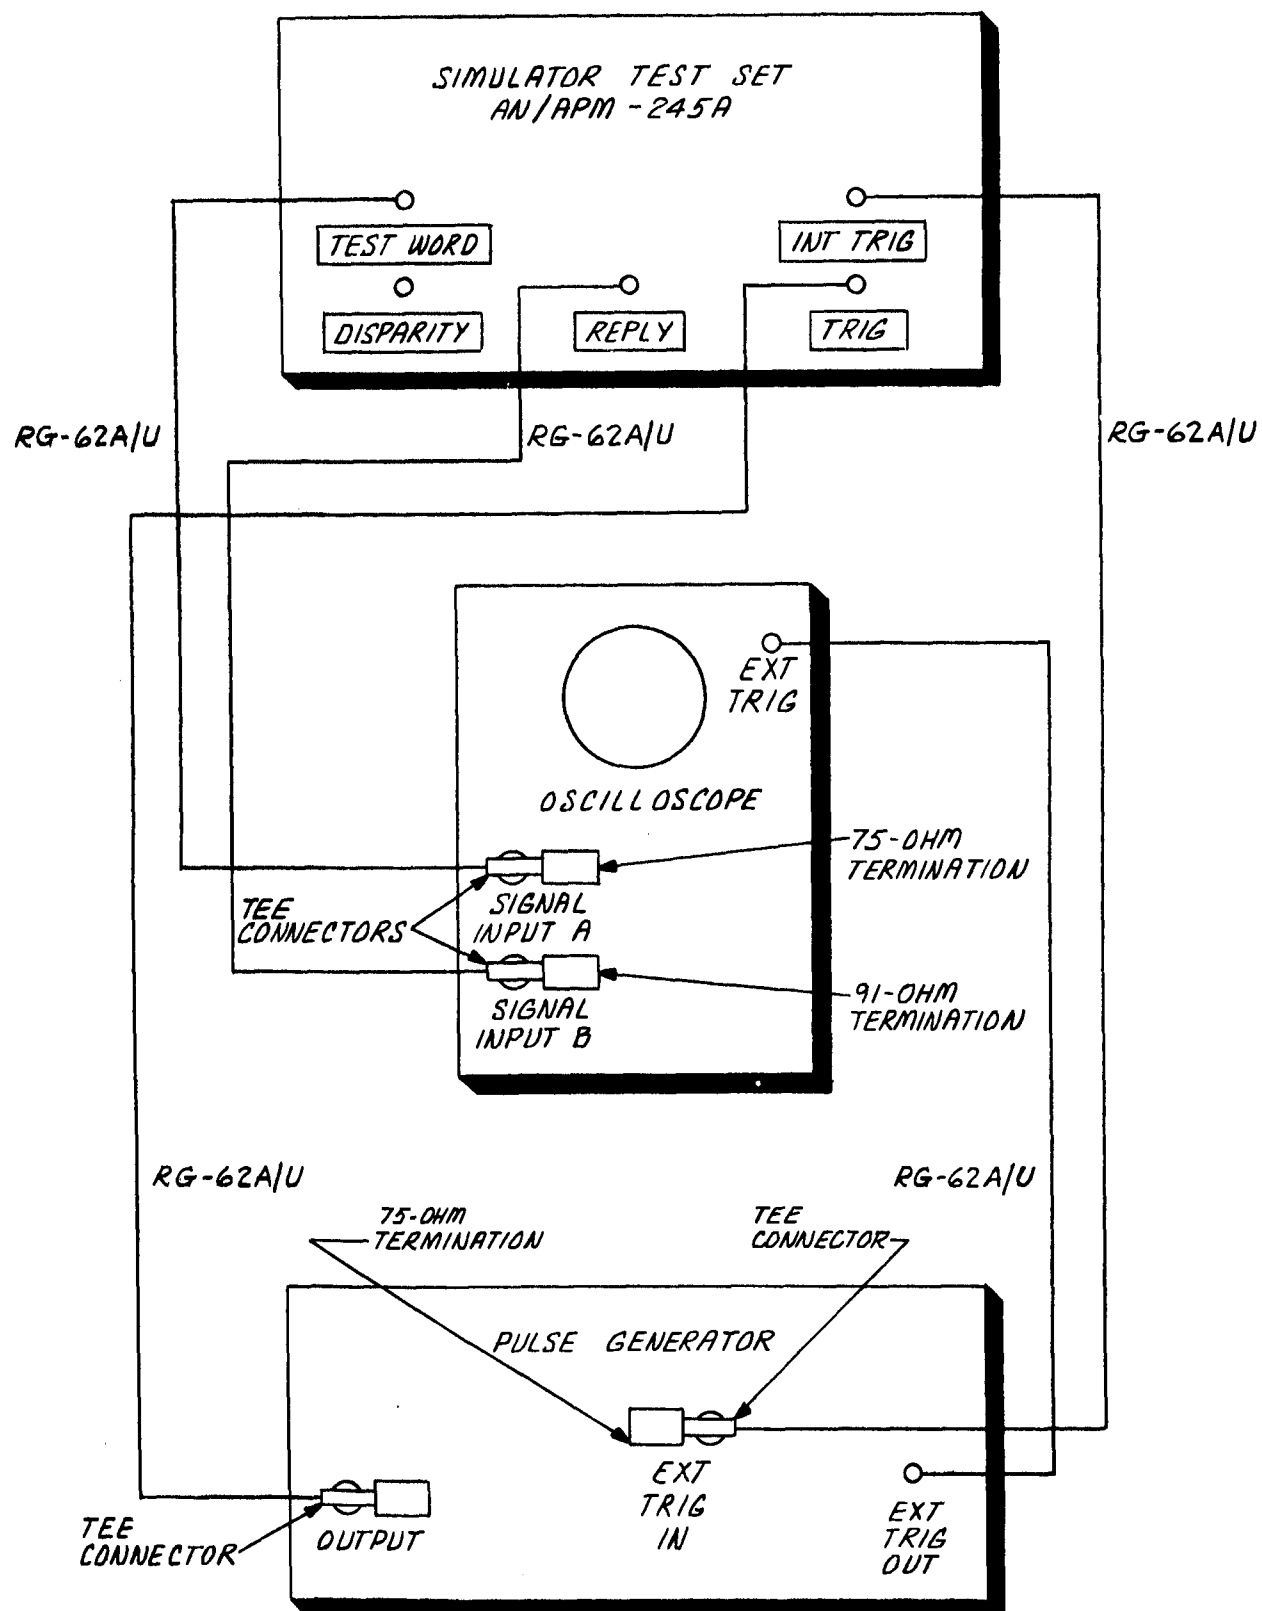 SIMULATOR TEST SET
AN/APM-245A
TEST WORD
INT TRIG
DISPARITY
REPLY
TRIG
RG-62A/U
RG-62A/U
RG-62A/U
EXT
TRIG
OSCILLOSCOPE
75-OHM
TERMINATION
TEE
CONNECTORS
SIGNAL
INPUT A
91-OHM
TERMINATION
SIGNAL
INPUT B
RG-62A/U
RG-62A/U
75-OHM
TERMINATION
TEE
CONNECTOR
PULSE GENERATOR
EXT
TRIG
IN
TEE
CONNECTOR
OUTPUT
EXT
TRIG
OUT